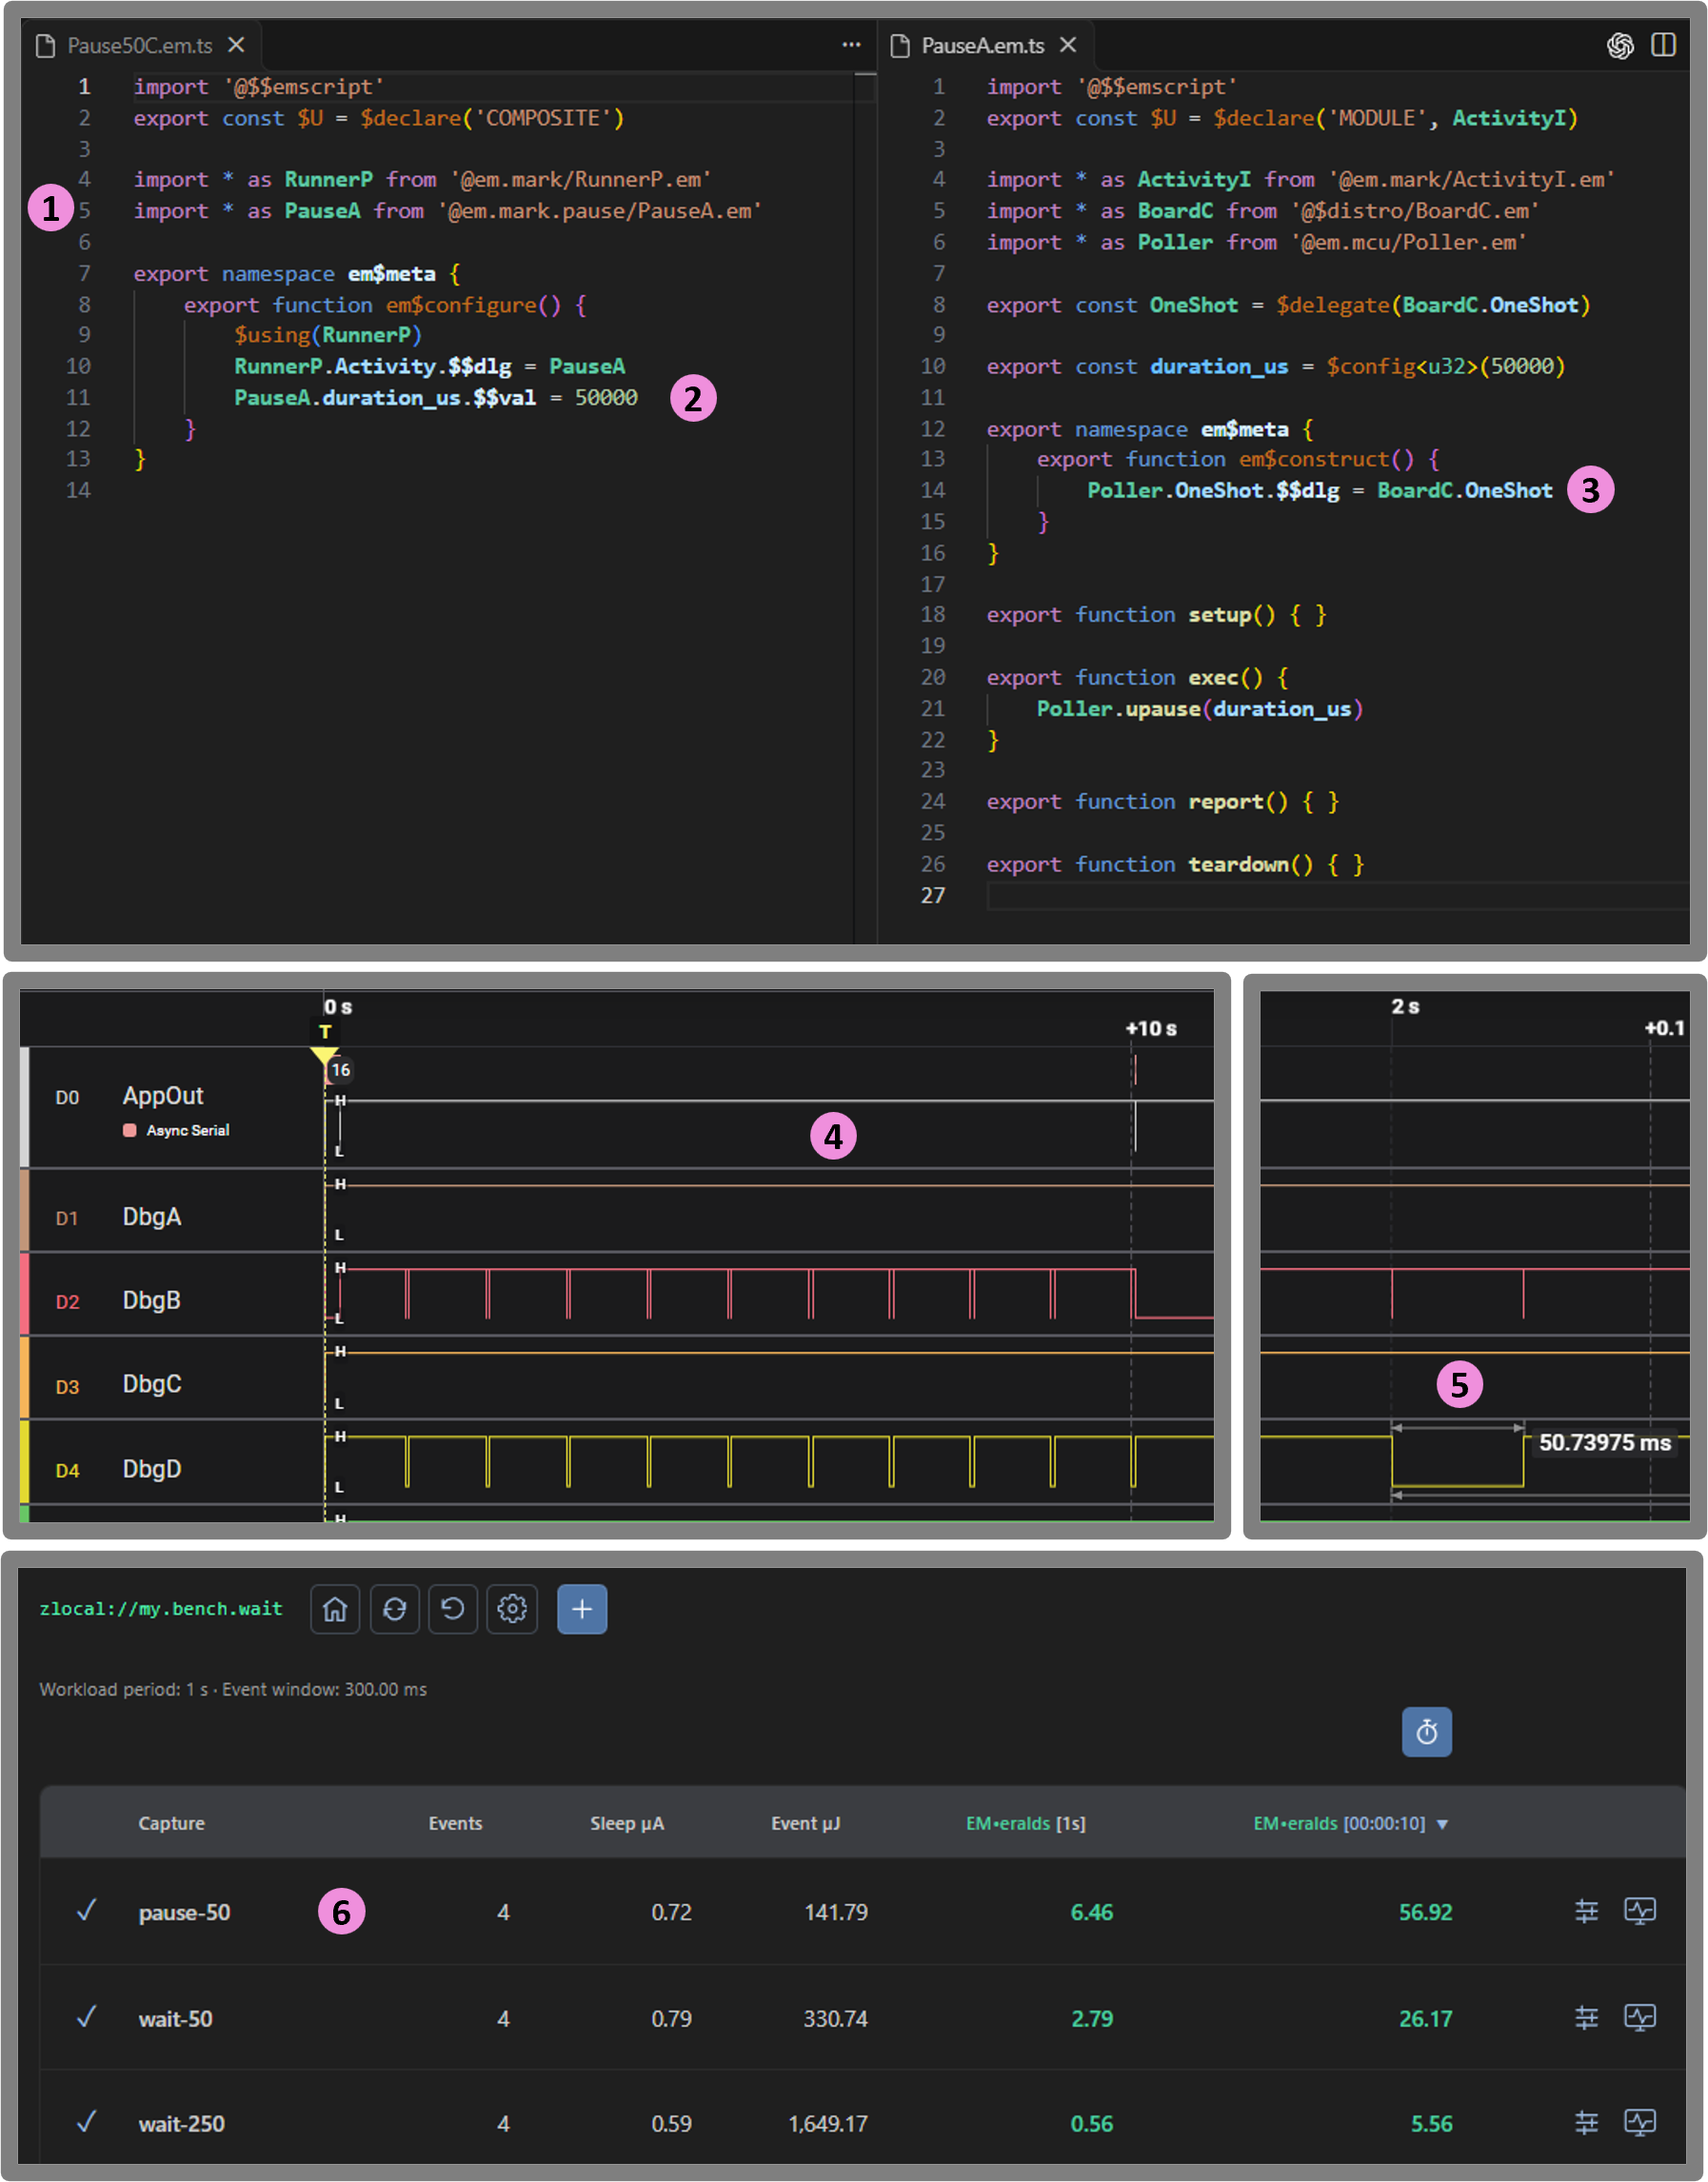 Pause50C.em.ts
1 import '@$$emscript'
2 export const $U = $declare('COMPOSITE')
3
4 import * as RunnerP from '@em.mark/RunnerP.em'
1
5 import * as PauseA from '@em.mark.pause/PauseA.em'
6
7 export namespace em$meta {
8 export function em$configure() {
9 $using(RunnerP)
10 RunnerP.Activity.$$dlg = PauseA
11 PauseA.duration_us.$$val = 50000
2
12 }
13 }
14
PauseA.em.ts
1 import '@$$emscript'
2 export const $U = $declare('MODULE', ActivityI)
3
4 import * as ActivityI from '@em.mark/ActivityI.em'
5 import * as BoardC from '@$distro/BoardC.em'
6 import * as Poller from '@em.mcu/Poller.em'
7
8 export const OneShot = $delegate(BoardC.OneShot)
9
10 export const duration_us = $config<u32>(50000)
11
12 export namespace em$meta {
13 export function em$construct() {
14 Poller.OneShot.$$dlg = BoardC.OneShot
3
15 }
16 }
17
18 export function setup() { }
19
20 export function exec() {
21 Poller.upause(duration_us)
22 }
23
24 export function report() { }
25
26 export function teardown() { }
27
0 s
T
+10 s
16
D0 AppOut
Async Serial
H
L
4
D1 DbgA
H
L
D2 DbgB
H
L
D3 DbgC
H
L
D4 DbgD
H
L
H
2 s
+0.1
5
50.73975 ms
zlocal://my.bench.wait
Workload period: 1 s · Event window: 300.00 ms
Capture Events Sleep µA Event µJ EM•eralds [1s] EM•eralds [00:00:10] ▼
pause-50 6 4 0.72 141.79 6.46 56.92
wait-50 4 0.79 330.74 2.79 26.17
wait-250 4 0.59 1,649.17 0.56 5.56